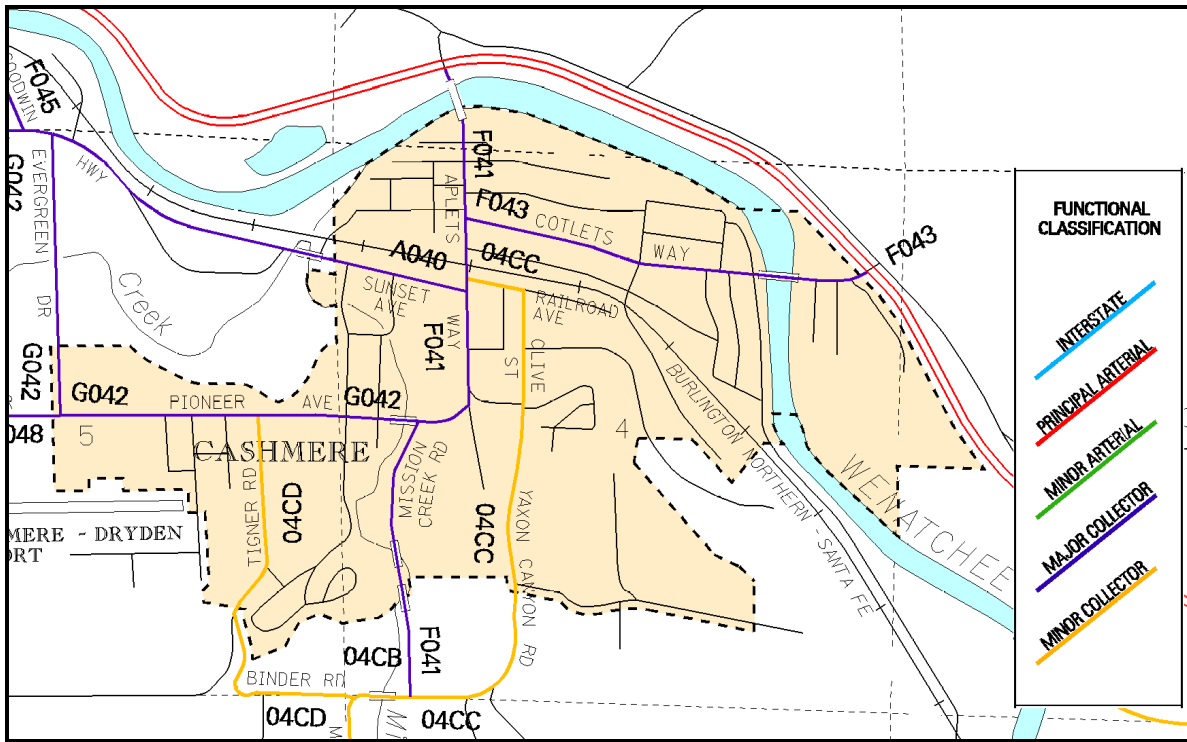 GOODWIN
F045
G042
EVERGREEN DR
HWY
F041
APLETS
F043
COTLETS
WAY
F043
A040
04CC
SUNSET
AVE
RAILROAD
AVE
Creek
WAY
F041
CLIVE
ST
G042
G042
PIONEER AVE
G042
048
5
CASHMERE
4
BURLINGTON NORTHERN - SANTA FE
WENATCHEE
MISSION
CREEK RD
TIGNER RD
04CD
04CC
YAXON CANYON RD
MERE - DRYDEN
ORT
04CB
F041
BINDER RD
04CD
04CC
FUNCTIONAL
CLASSIFICATION
INTERSTATE
PRINCIPAL ARTERIAL
MINOR ARTERIAL
MAJOR COLLECTOR
MINOR COLLECTOR